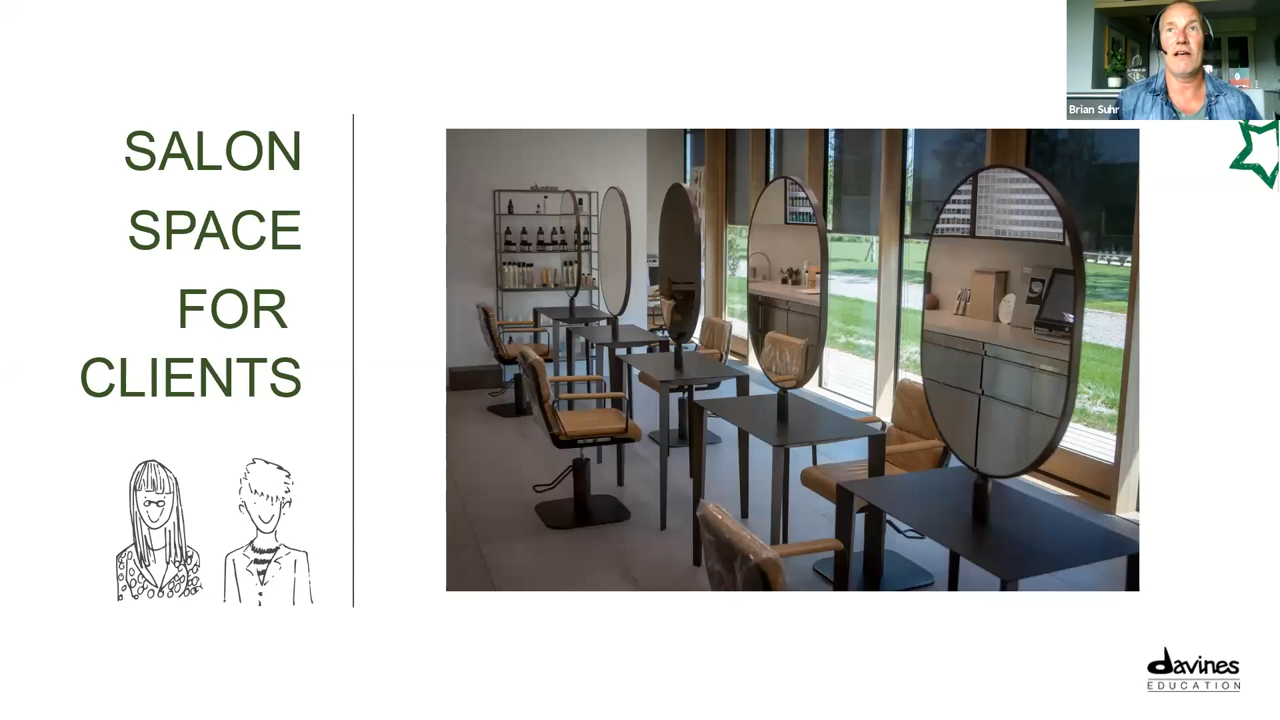 SALON
SPACE
FOR
CLIENTS
Brian Suhr
davines
EDUCATION